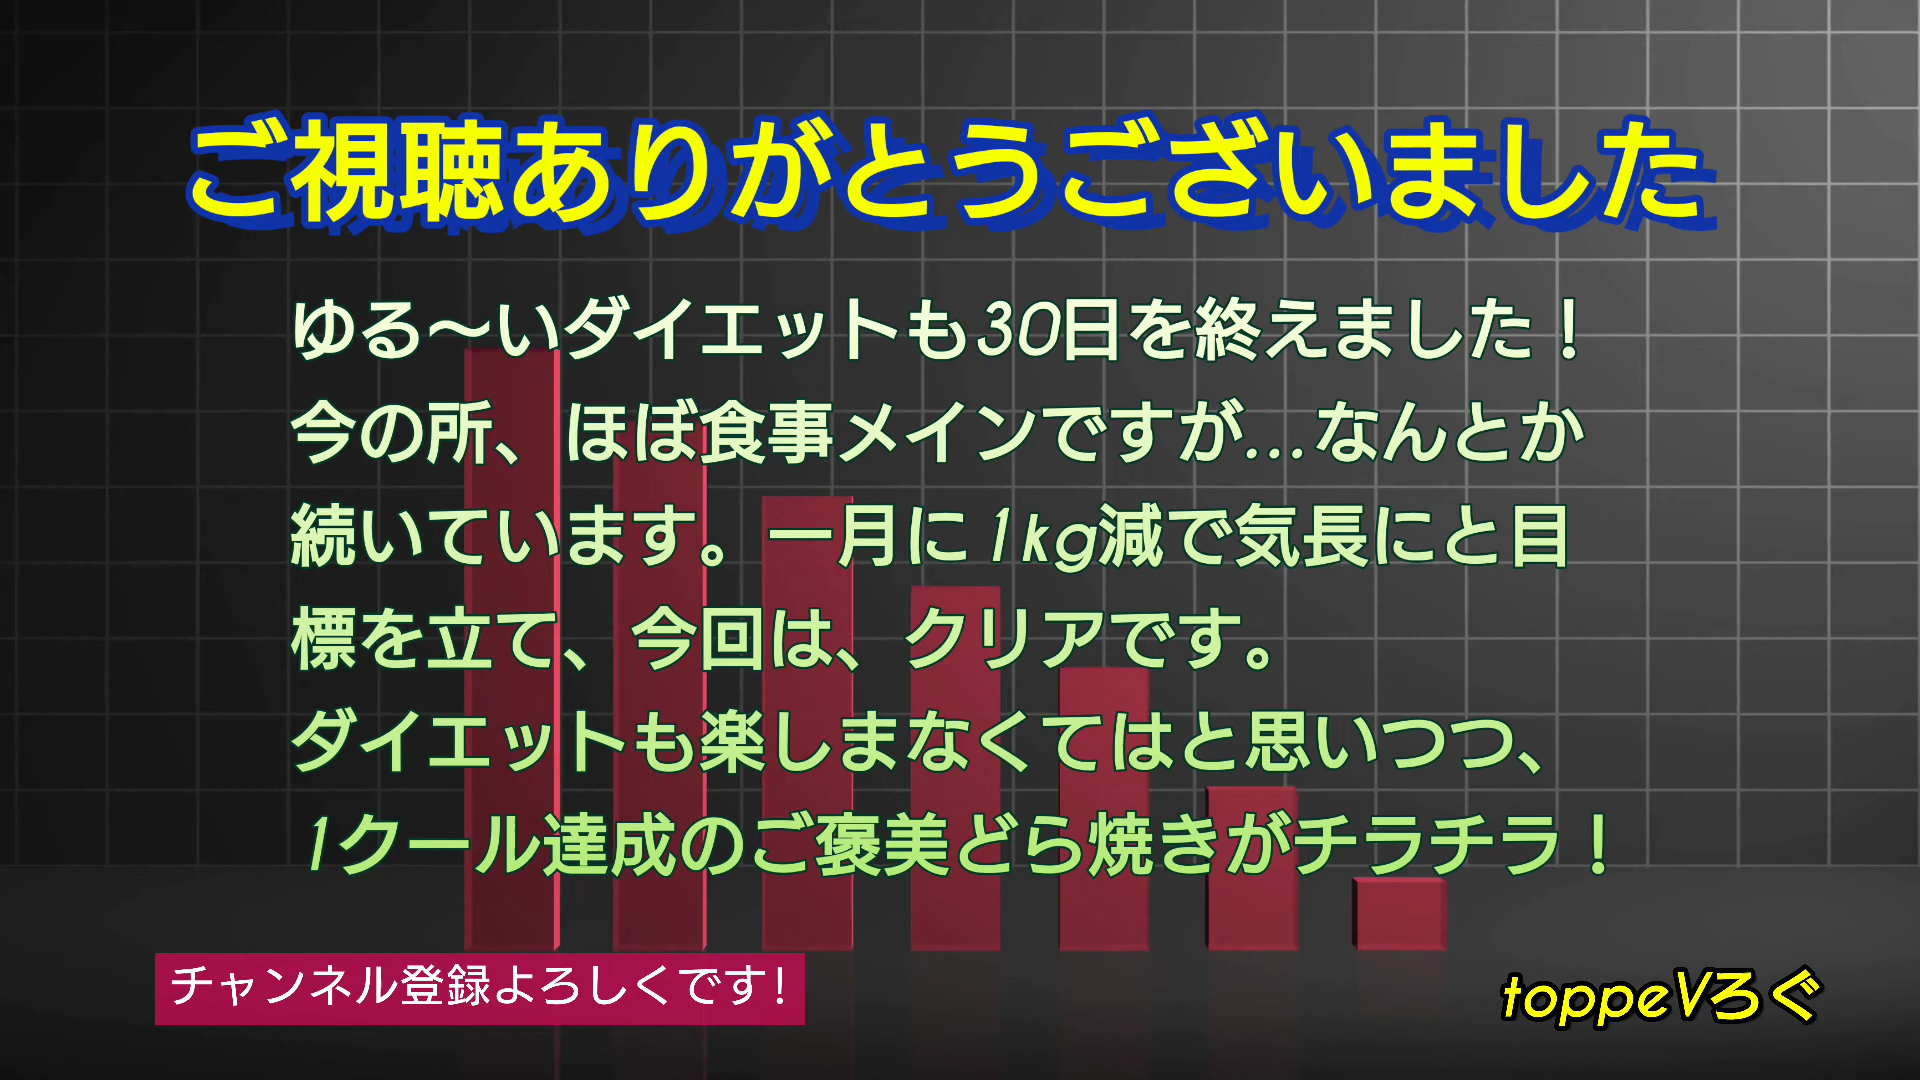 ご視聴ありがとうございました
ゆる～いダイエットも30日を終えました！
今の所、ほぼ食事メインですが...なんとか
続いています。一月に1kg減で気長にと目
標を立て、今回は、クリアです。
ダイエットも楽しまなくてはと思いつつ、
1クール達成のご褒美どら焼きがチラチラ！
チャンネル登録よろしくです!
toppeVろぐ